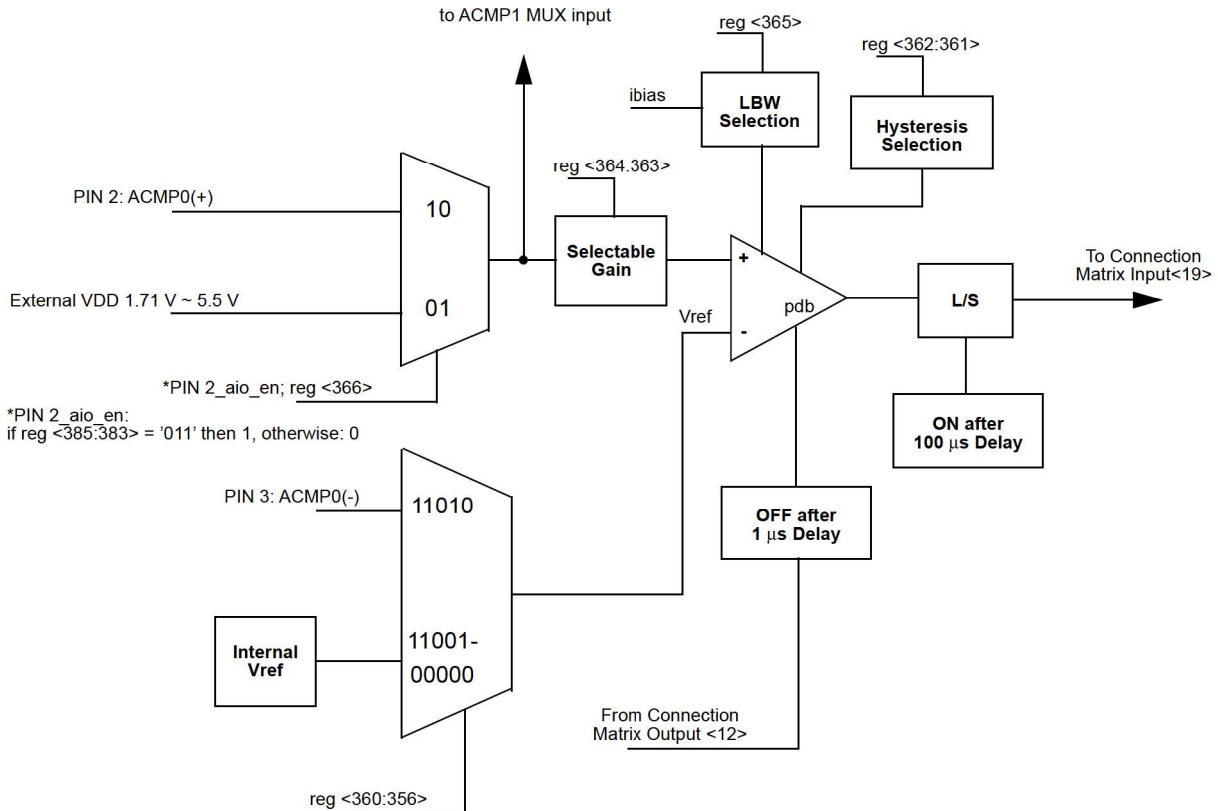 to ACMP1 MUX input
reg <365>
reg <362:361>
ibias
LBW
Selection
Hysteresis
Selection
reg <364.363>
PIN 2: ACMP0(+)
10
Selectable
Gain
+
To Connection
Matrix Input<19>
External VDD 1.71 V ~ 5.5 V
01
Vref
-
pdb
L/S
*PIN 2_aio_en; reg <366>
*PIN 2_aio_en:
if reg <385:383> = '011' then 1, otherwise: 0
ON after
100 μs Delay
PIN 3: ACMP0(-)
11010
OFF after
1 μs Delay
Internal
Vref
11001-
00000
From Connection
Matrix Output <12>
reg <360:356>